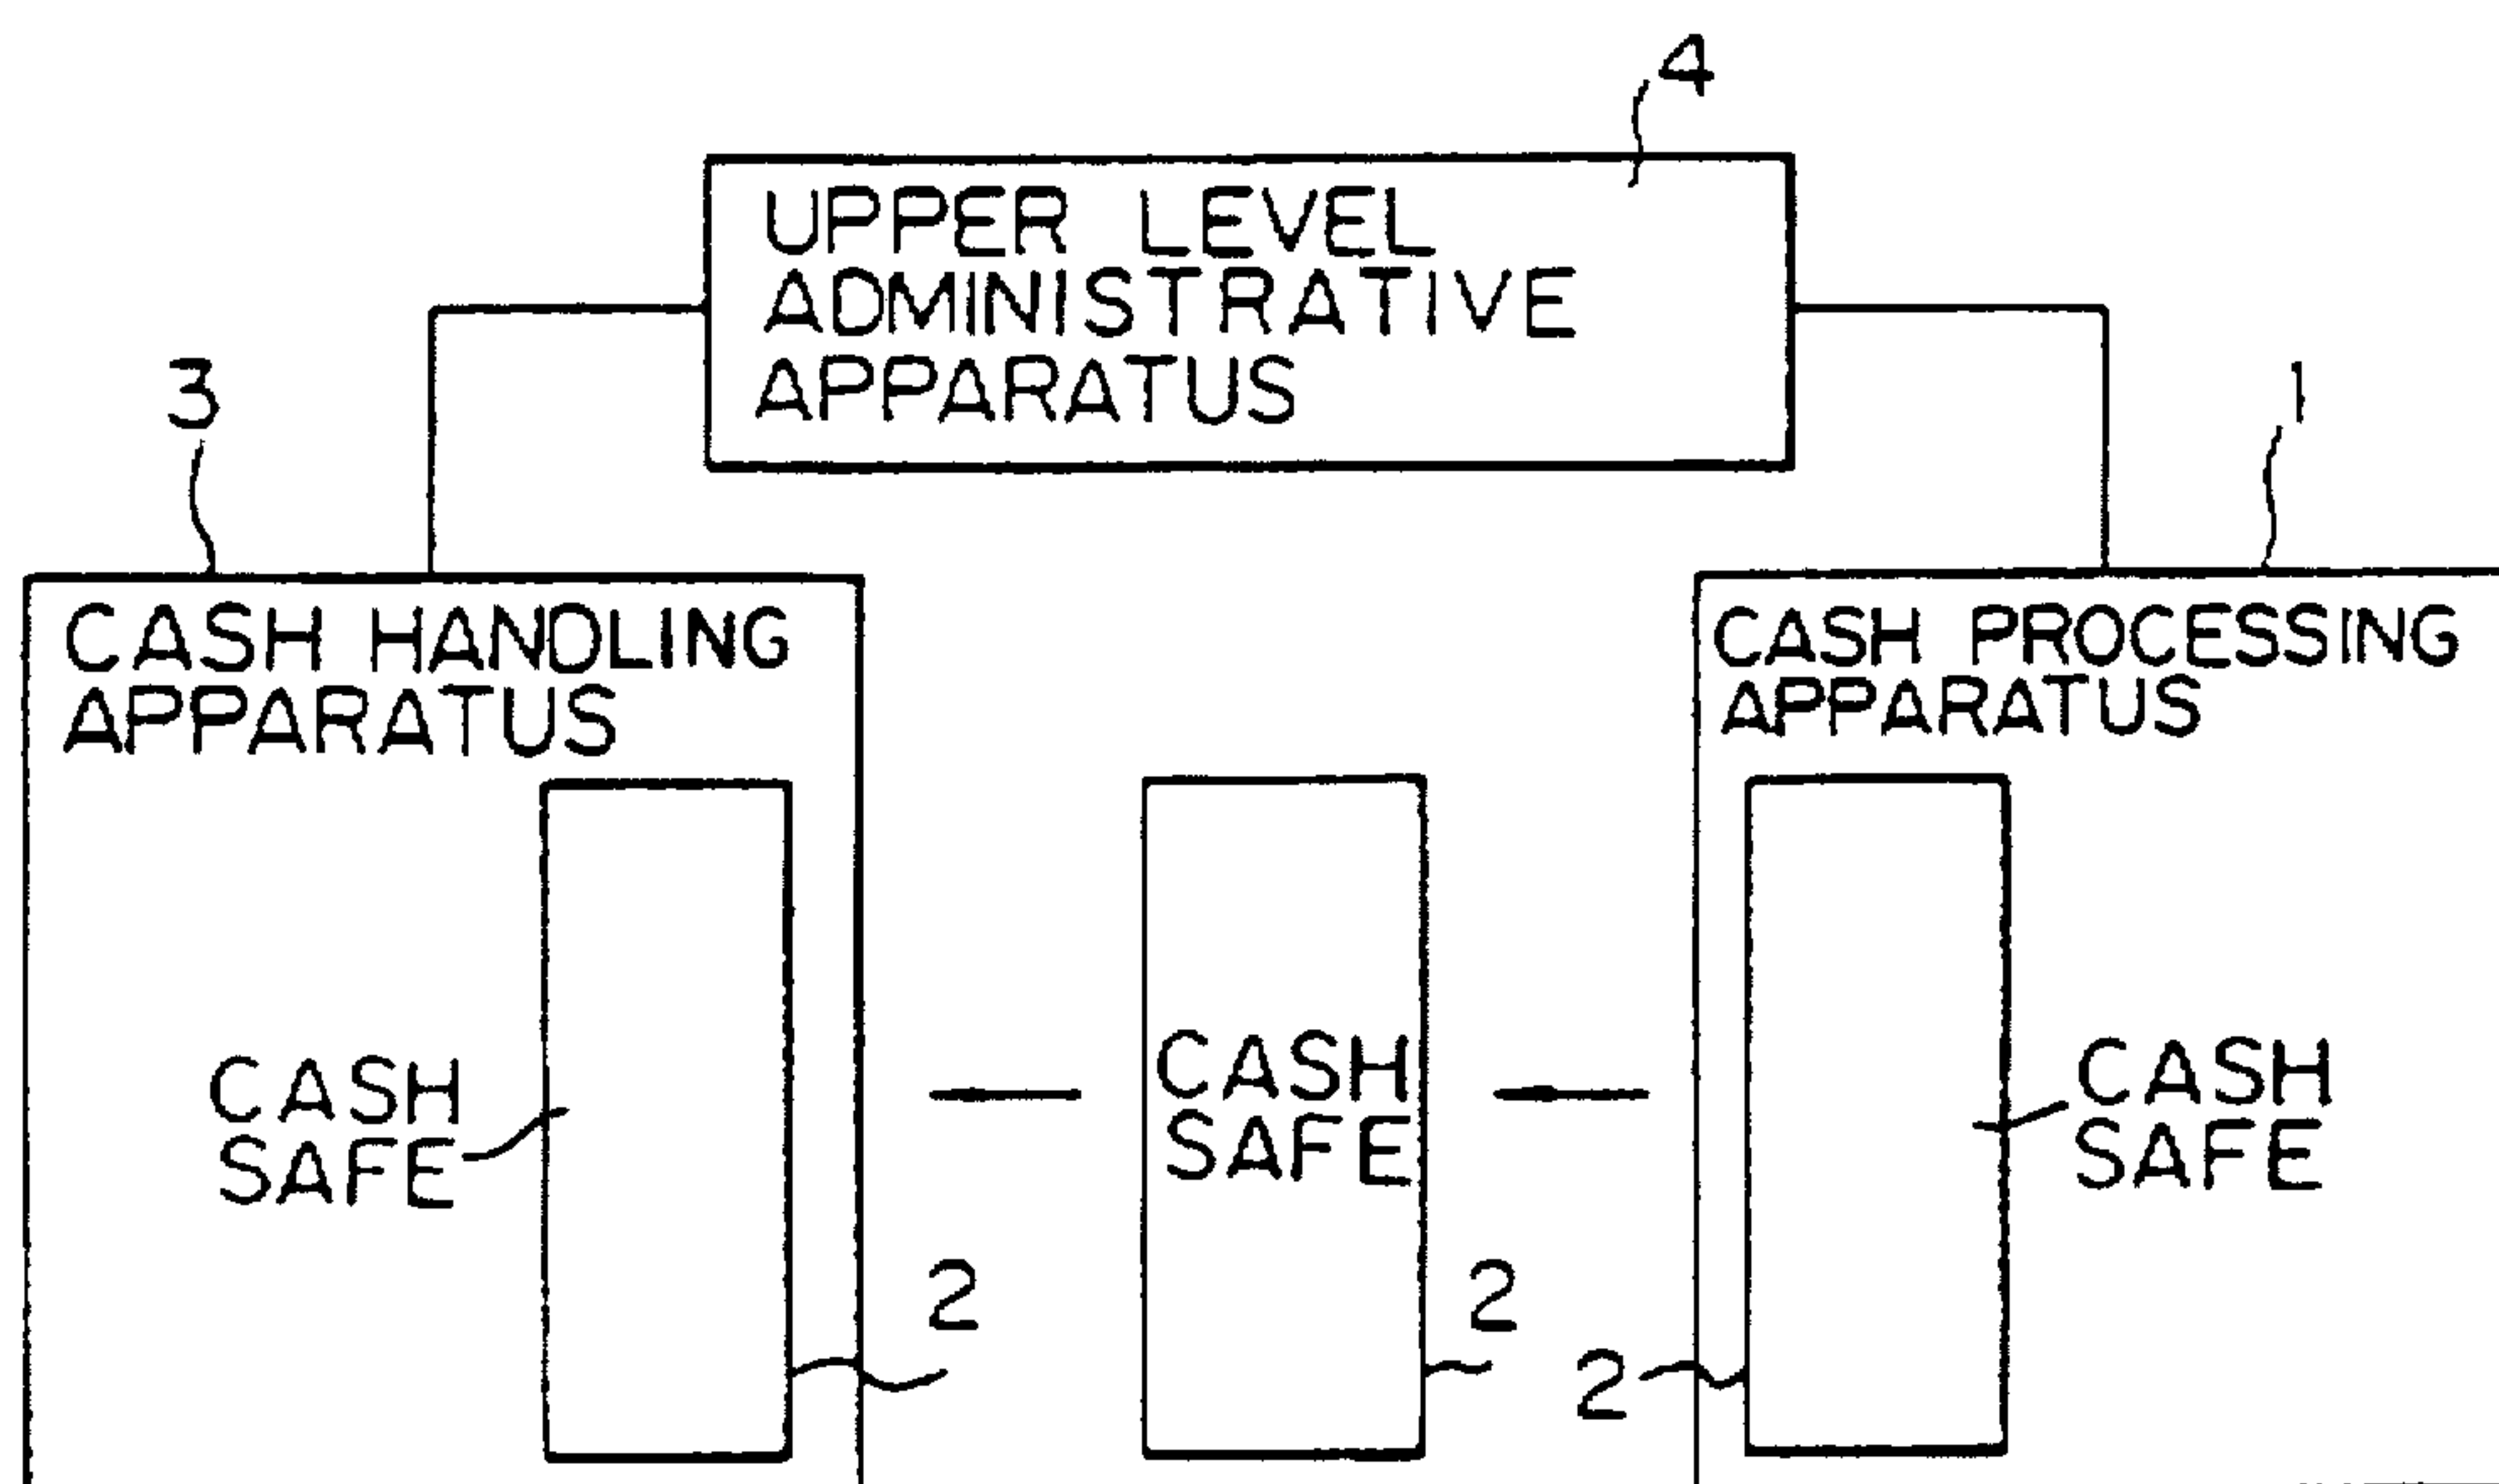 4
UPPER LEVEL
ADMINISTRATIVE
APPARATUS
3
1
CASH HANDLING
APPARATUS
CASH PROCESSING
APPARATUS
CASH
SAFE
CASH
SAFE
CASH
SAFE
2
2
2